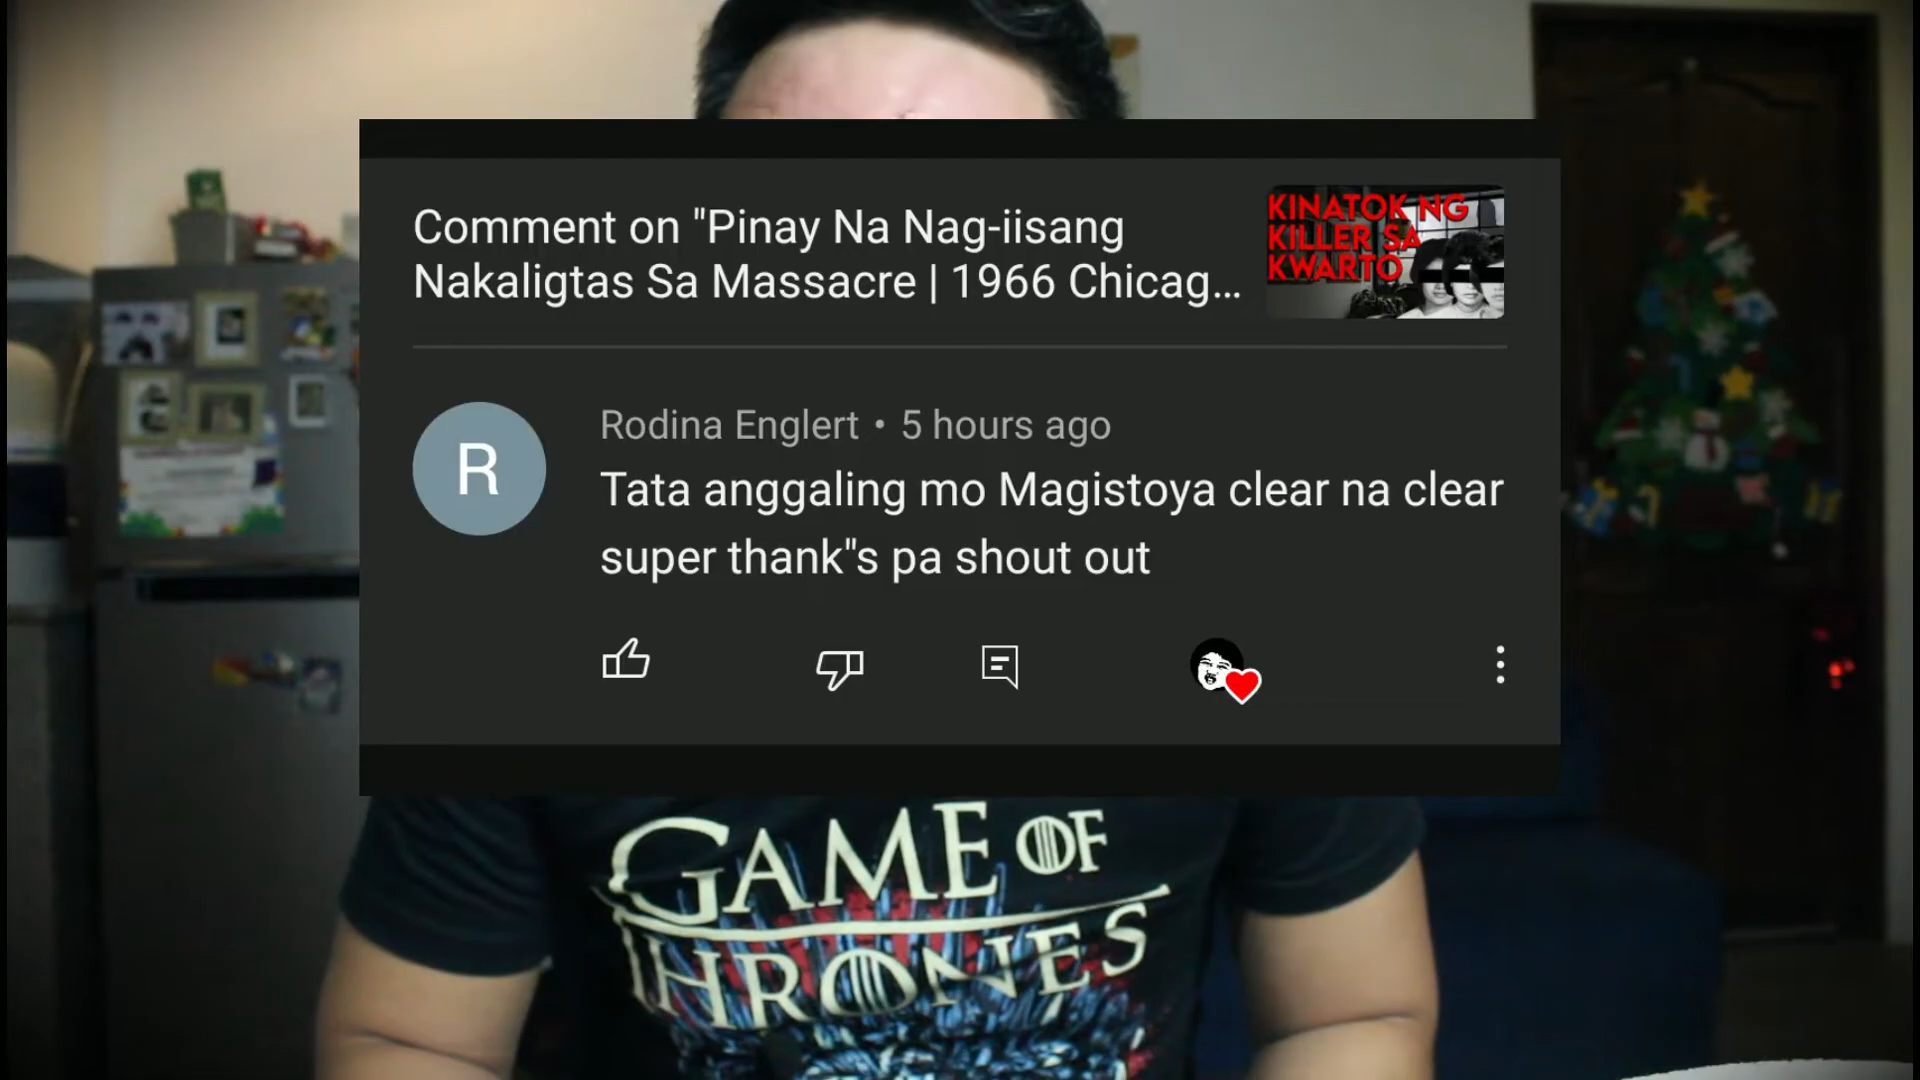 Comment on "Pinay Na Nag-iisang
Nakaligtas Sa Massacre | 1966 Chicag...
KINATOK NG
KILLER SA
KWARTO
R
Rodina Englert • 5 hours ago
Tata anggaling mo Magistoya clear na clear
super thank"s pa shout out
GAME OF
THRONES